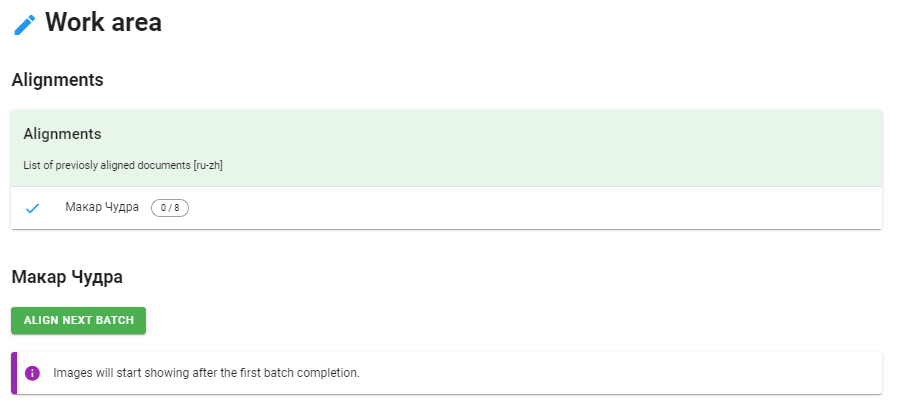 Work area
Alignments
Alignments
List of previosly aligned documents [ru-zh]
Макар Чудра 0 / 8
Макар Чудра
ALIGN NEXT BATCH
Images will start showing after the first batch completion.